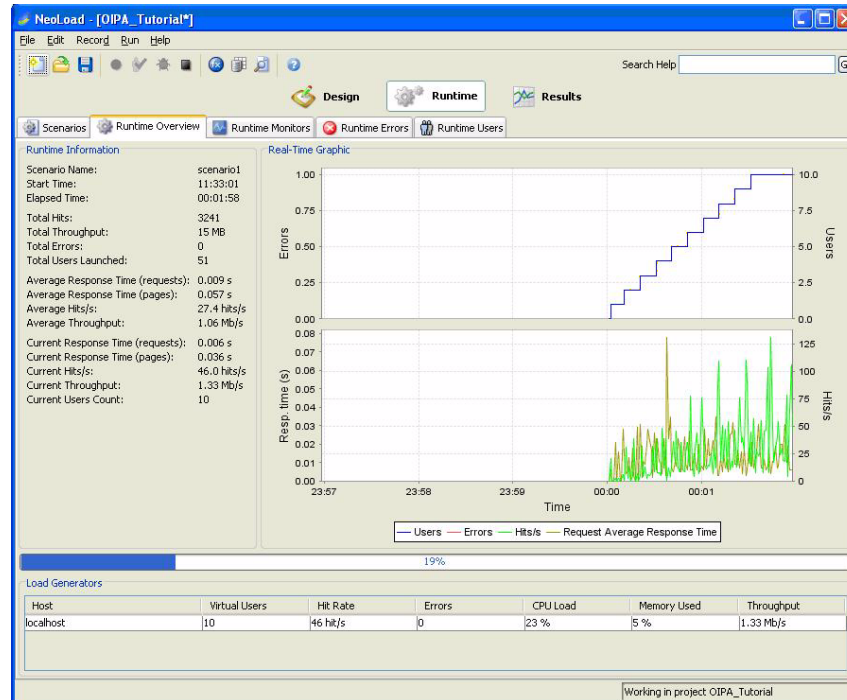 NeoLoad - [OIPA_Tutorial*]
File Edit Record Run Help
Search Help
Design Runtime Results
Scenarios Runtime Overview Runtime Monitors Runtime Errors Runtime Users
Runtime Information
Scenario Name: scenario1
Start Time: 11:33:01
Elapsed Time: 00:01:58
Total Hits: 3241
Total Throughput: 15 MB
Total Errors: 0
Total Users Launched: 51
Average Response Time (requests): 0.009 s
Average Response Time (pages): 0.057 s
Average Hits/s: 27.4 hits/s
Average Throughput: 1.06 Mb/s
Current Response Time (requests): 0.006 s
Current Response Time (pages): 0.036 s
Current Hits/s: 46.0 hits/s
Current Throughput: 1.33 Mb/s
Current Users Count: 10
Real-Time Graphic
1.00
0.75
0.50
0.25
0.00
Errors
10.0
7.5
5.0
2.5
0.0
Users
0.08
0.07
0.06
0.05
0.04
0.03
0.02
0.01
0.00
Resp. time (s)
125
100
75
50
25
0
Hits/s
23:57 23:58 23:59 00:00 00:01
Time
Users Errors Hits/s Request Average Response Time
19%
Load Generators
Host Virtual Users Hit Rate Errors CPU Load Memory Used Throughput
localhost 10 46 hit/s 0 23 % 5 % 1.33 Mb/s
Working in project OIPA_Tutorial